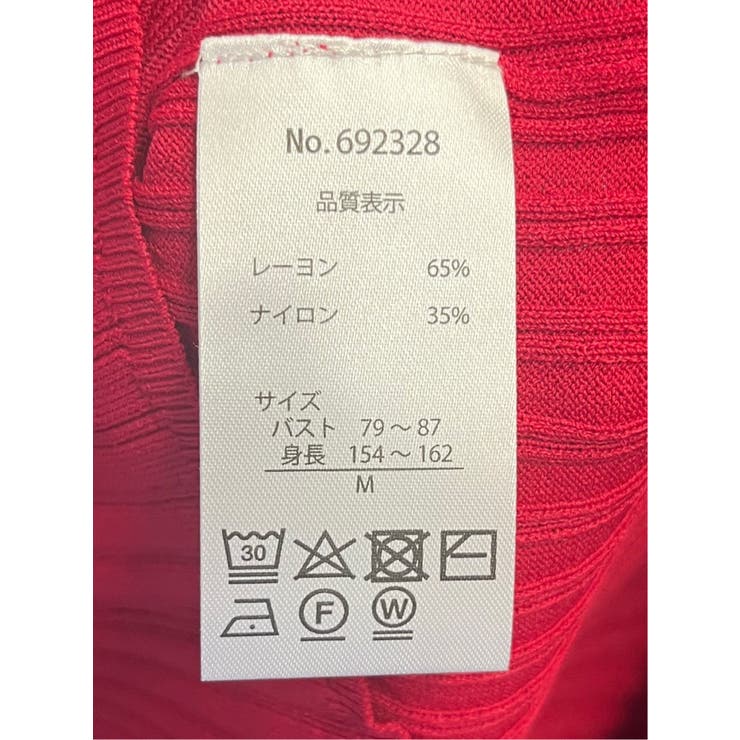 No.692328
品質表示
レーヨン 65%
ナイロン 35%
サイズ
バスト 79～87
身長 154～162
M
30
F W